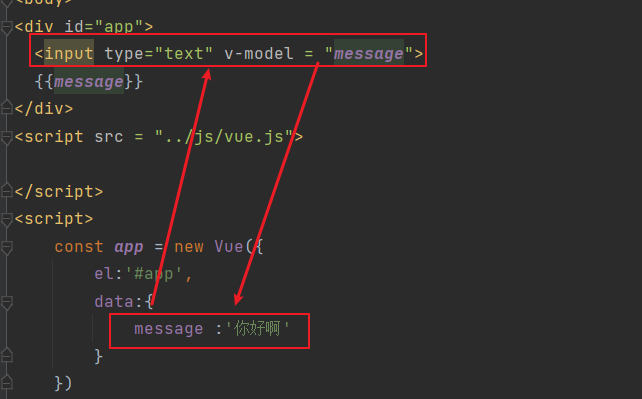 <body>
<div id="app">
<input type="text" v-model = "message">
{{message}}
</div>
<script src = "../js/vue.js">
</script>
<script>
const app = new Vue({
el:'#app',
data:{
message :'你好啊'
}
})